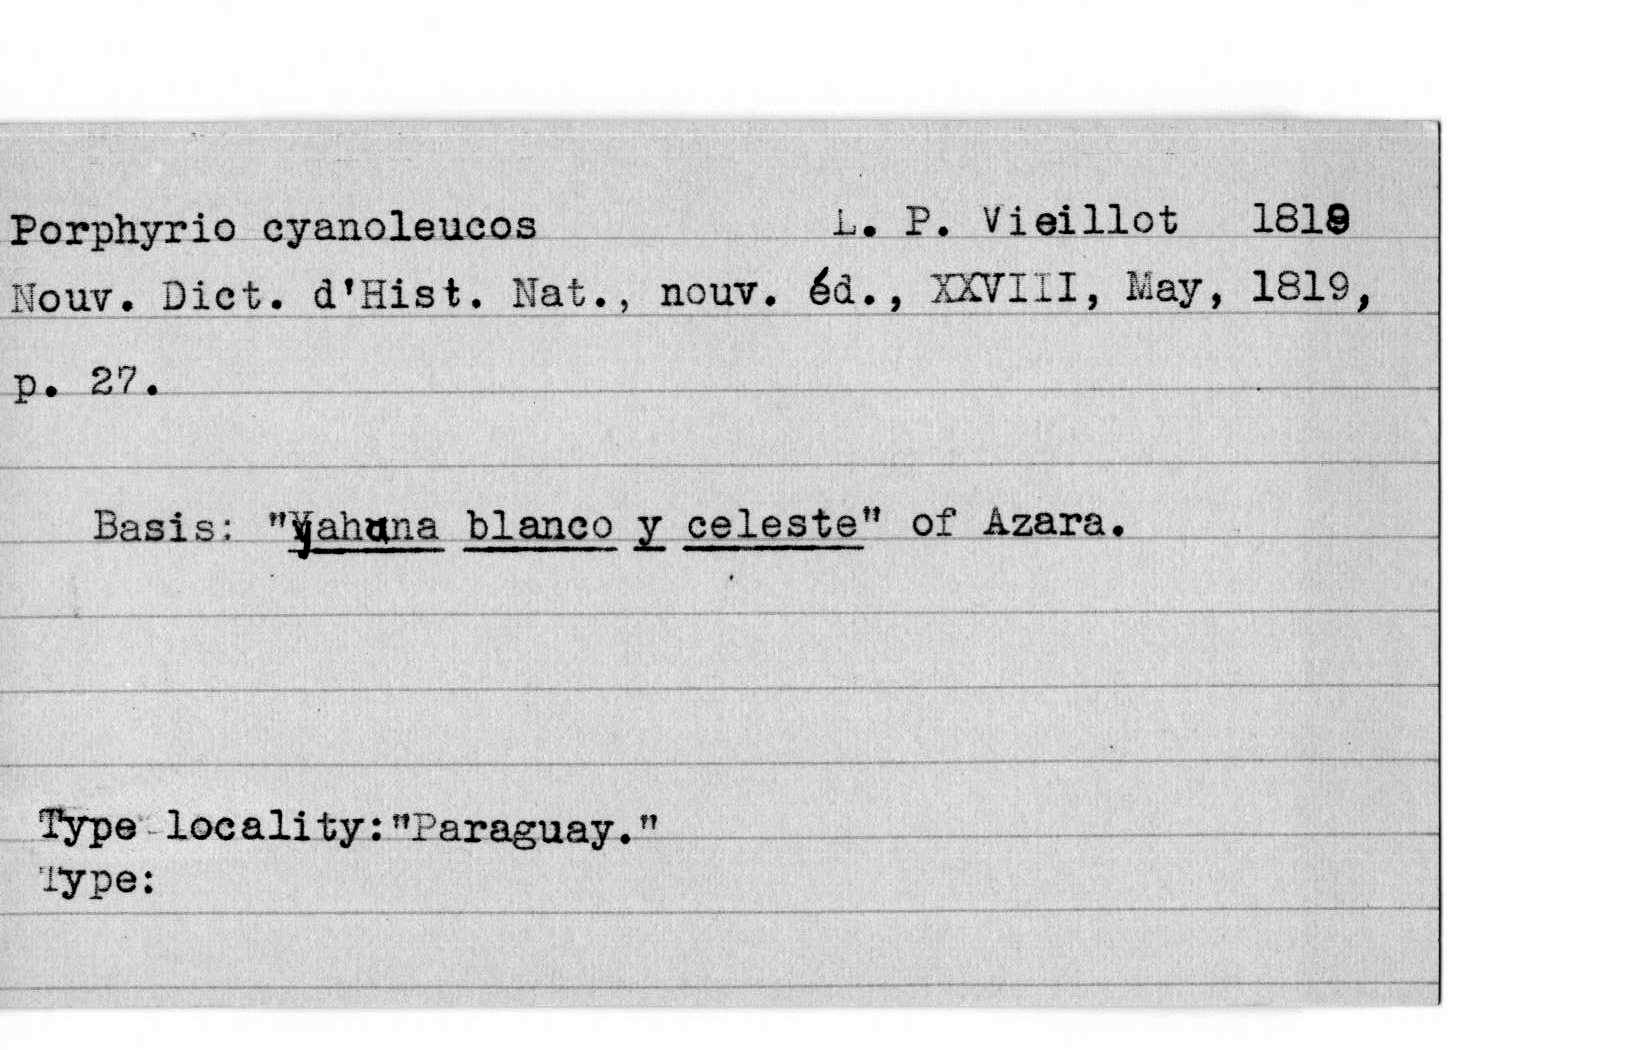 Porphyrio cyanoleucos L. P. Vieillot 1819
Nouv. Dict. d'Hist. Nat., nouv. éd., XXVIII, May, 1819,
p. 27.
Basis: "Yahana blanco y celeste" of Azara.
Type locality:"Paraguay."
Type: